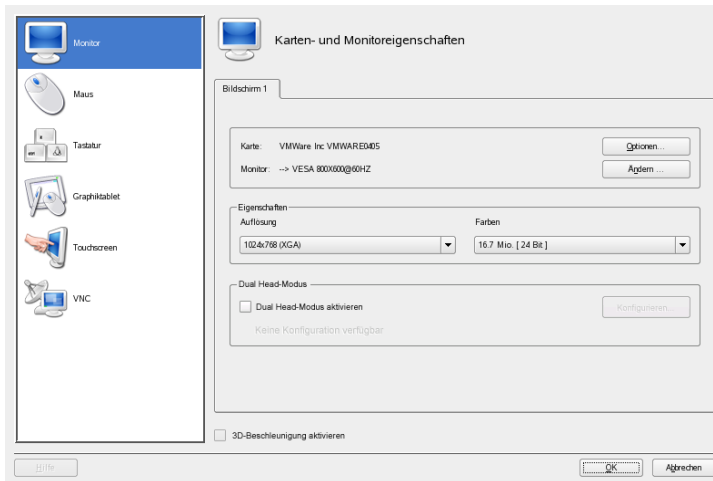 Monitor
Maus
Tastatur
Graphiktablet
Touchscreen
VNC
Karten- und Monitoreigenschaften
Bildschirm 1
Karte: VMWare Inc VMWARE0405
Optionen...
Monitor: --> VESA 800X600@60HZ
Ändern ...
Eigenschaften
Auflösung Farben
1024x768 (XGA) 16.7 Mio. [ 24 Bit ]
Dual Head-Modus
Dual Head-Modus aktivieren
Konfigurieren...
Keine Konfiguration verfügbar
3D-Beschleunigung aktivieren
Hilfe OK Abbrechen